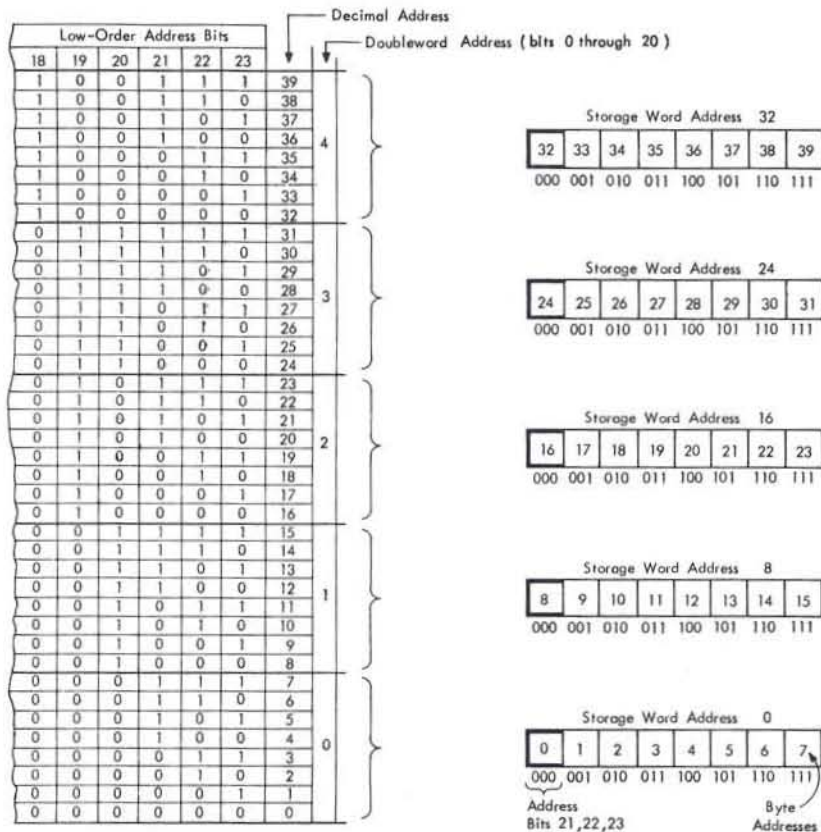 Decimal Address
Low-Order Address Bits
Doubleword Address (bits 0 through 20)
18 19 20 21 22 23
1 0 0 1 1 1 39
1 0 0 1 1 0 38
1 0 0 1 0 1 37
1 0 0 1 0 0 36 4
1 0 0 0 1 1 35
1 0 0 0 1 0 34
1 0 0 0 0 1 33
1 0 0 0 0 0 32
0 1 1 1 1 1 31
0 1 1 1 1 0 30
0 1 1 1 0 1 29
0 1 1 1 0 0 28 3
0 1 1 0 1 1 27
0 1 1 0 1 0 26
0 1 1 0 0 1 25
0 1 1 0 0 0 24
0 1 0 1 1 1 23
0 1 0 1 1 0 22
0 1 0 1 0 1 21
0 1 0 1 0 0 20 2
0 1 0 0 1 1 19
0 1 0 0 1 0 18
0 1 0 0 0 1 17
0 1 0 0 0 0 16
0 0 1 1 1 1 15
0 0 1 1 1 0 14
0 0 1 1 0 1 13
0 0 1 1 0 0 12 1
0 0 1 0 1 1 11
0 0 1 0 1 0 10
0 0 1 0 0 1 9
0 0 1 0 0 0 8
0 0 0 1 1 1 7
0 0 0 1 1 0 6
0 0 0 1 0 1 5
0 0 0 1 0 0 4 0
0 0 0 0 1 1 3
0 0 0 0 1 0 2
0 0 0 0 0 1 1
0 0 0 0 0 0 0
Storage Word Address 32
32 33 34 35 36 37 38 39
000 001 010 011 100 101 110 111
Storage Word Address 24
24 25 26 27 28 29 30 31
000 001 010 011 100 101 110 111
Storage Word Address 16
16 17 18 19 20 21 22 23
000 001 010 011 100 101 110 111
Storage Word Address 8
8 9 10 11 12 13 14 15
000 001 010 011 100 101 110 111
Storage Word Address 0
0 1 2 3 4 5 6 7
000 001 010 011 100 101 110 111
Address
Bits 21,22,23
Byte
Addresses